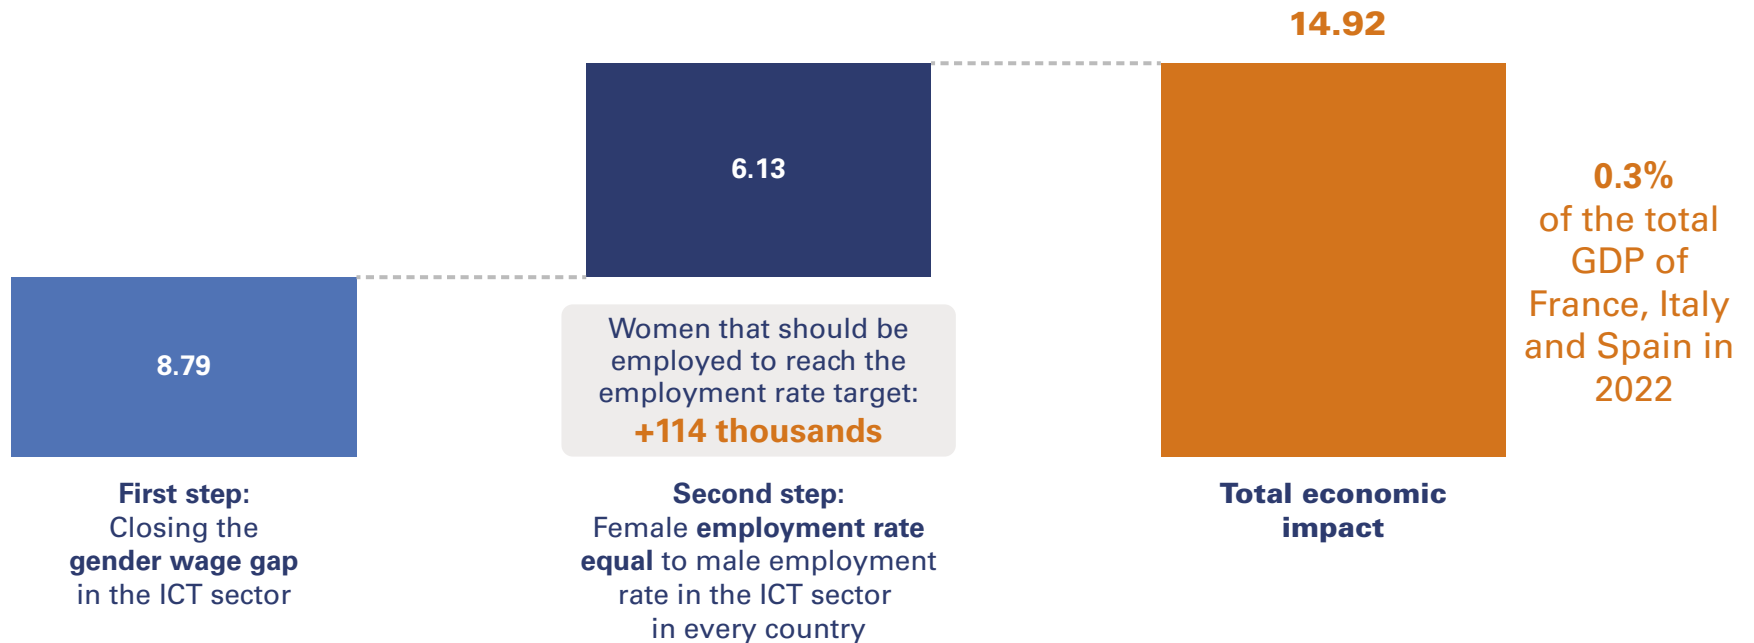 14.92
6.13
8.79
0.3%
of the total
GDP of
France, Italy
and Spain in
2022
Women that should be
employed to reach the
employment rate target:
+114 thousands
First step:
Closing the
gender wage gap
in the ICT sector
Second step:
Female employment rate
equal to male employment
rate in the ICT sector
in every country
Total economic
impact